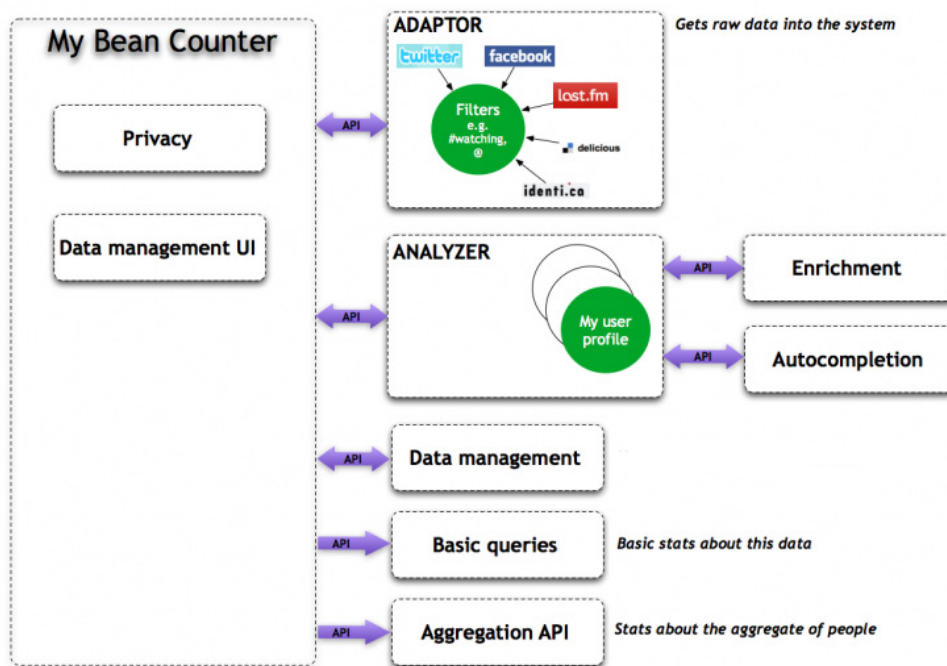 My Bean Counter
Privacy
Data management UI
API
ADAPTOR
Gets raw data into the system
twitter
facebook
last.fm
Filters
e.g.
#watching,
@
delicious
identi.ca
API
ANALYZER
My user
profile
API
Enrichment
API
Autocompletion
API
Data management
API
Basic queries
Basic stats about this data
API
Aggregation API
Stats about the aggregate of people